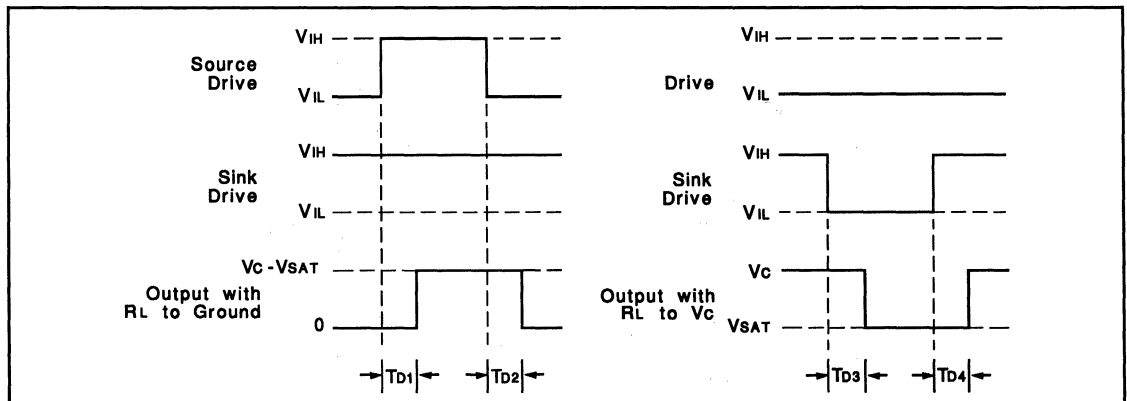 VIH
Source
Drive
VIL
VIH
Sink
Drive
VIL
VC-VSAT
Output with
RL to Ground
0
TD1
TD2
VIH
Drive
VIL
VIH
Sink
Drive
VIL
VC
Output with
RL to VC
VSAT
TD3
TD4